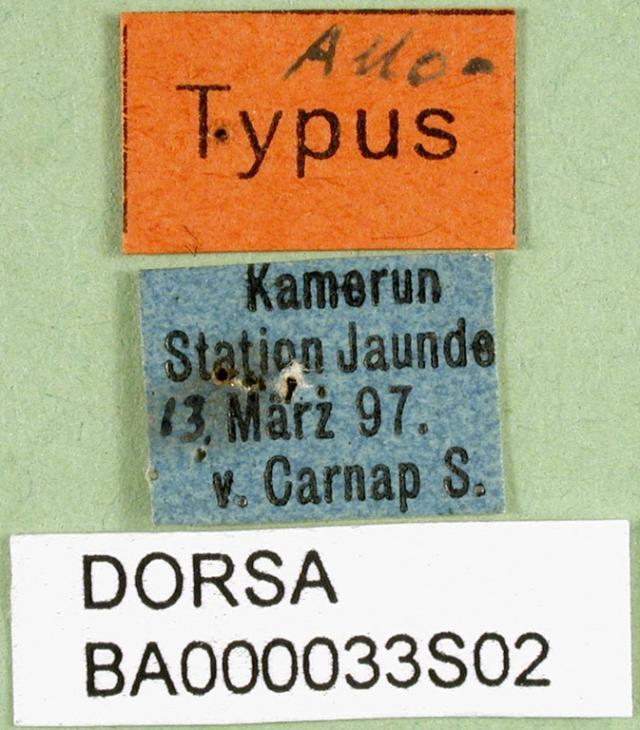 Allo-
Typus
Kamerun
Station Jaunde
13. März 97.
v. Carnap S.
DORSA
BA000033S02